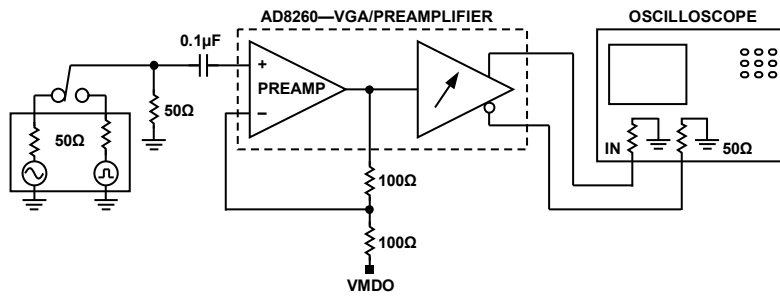 AD8260—VGA/PREAMPLIFIER
OSCILLOSCOPE
0.1µF
+
PREAMP
–
50Ω
50Ω
IN
50Ω
100Ω
100Ω
VMDO